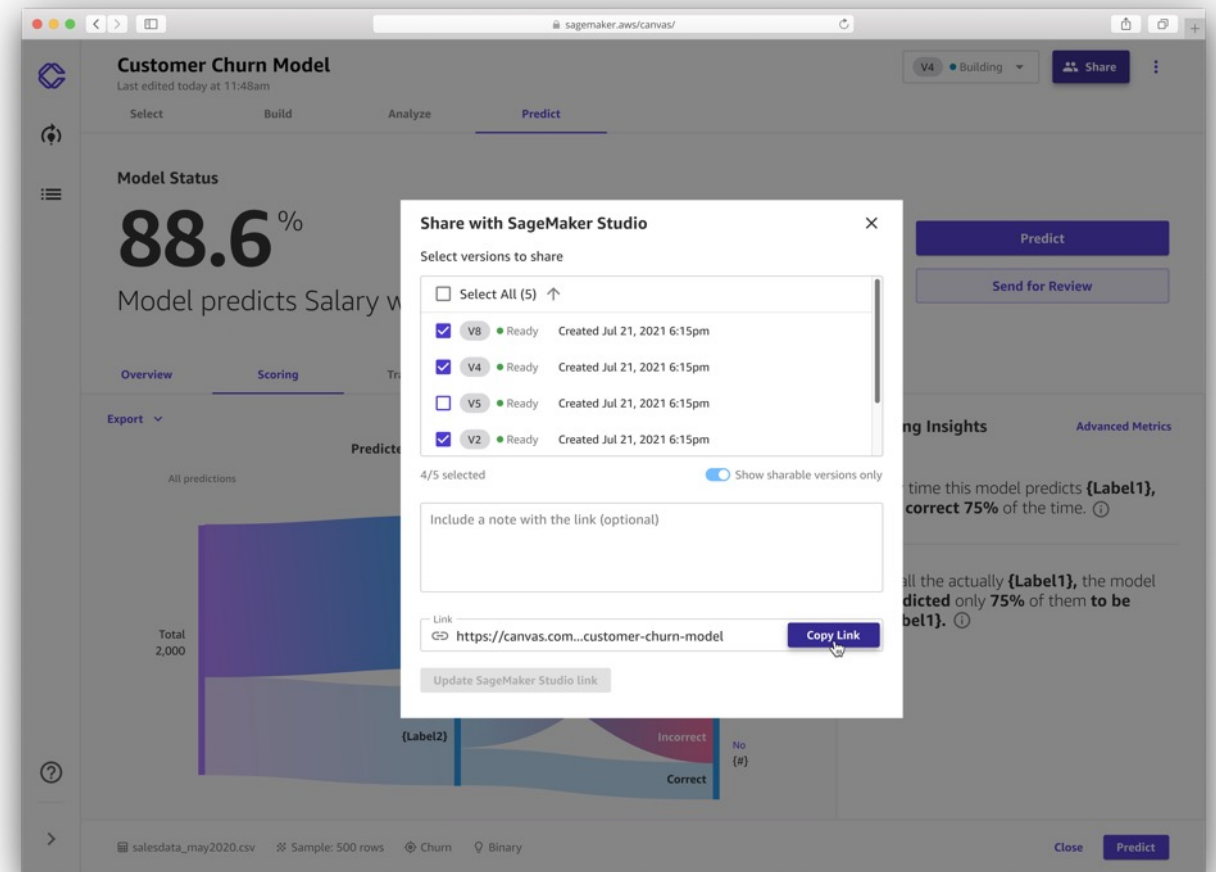 sagemaker.aws/canvas/
Customer Churn Model
Last edited today at 11:48am
V4 Building
Share
Select Build Analyze Predict
Model Status
88.6%
Model predicts Salary
Predict
Send for Review
Overview Scoring
Export
All predictions
Total
2,000
{Label2}
Incorrect
Correct
No
{#}
Insights
Advanced Metrics
time this model predicts {Label1},
correct 75% of the time.
the actually {Label1}, the model
only 75% of them to be
Share with SageMaker Studio
Select versions to share
Select All (5)
V8 Ready Created Jul 21, 2021 6:15pm
V4 Ready Created Jul 21, 2021 6:15pm
V5 Ready Created Jul 21, 2021 6:15pm
V2 Ready Created Jul 21, 2021 6:15pm
4/5 selected
Show sharable versions only
Include a note with the link (optional)
Link
https://canvas.com...customer-churn-model
Copy Link
Update SageMaker Studio link
salesdata_may2020.csv Sample: 500 rows Churn Binary
Close
Predict